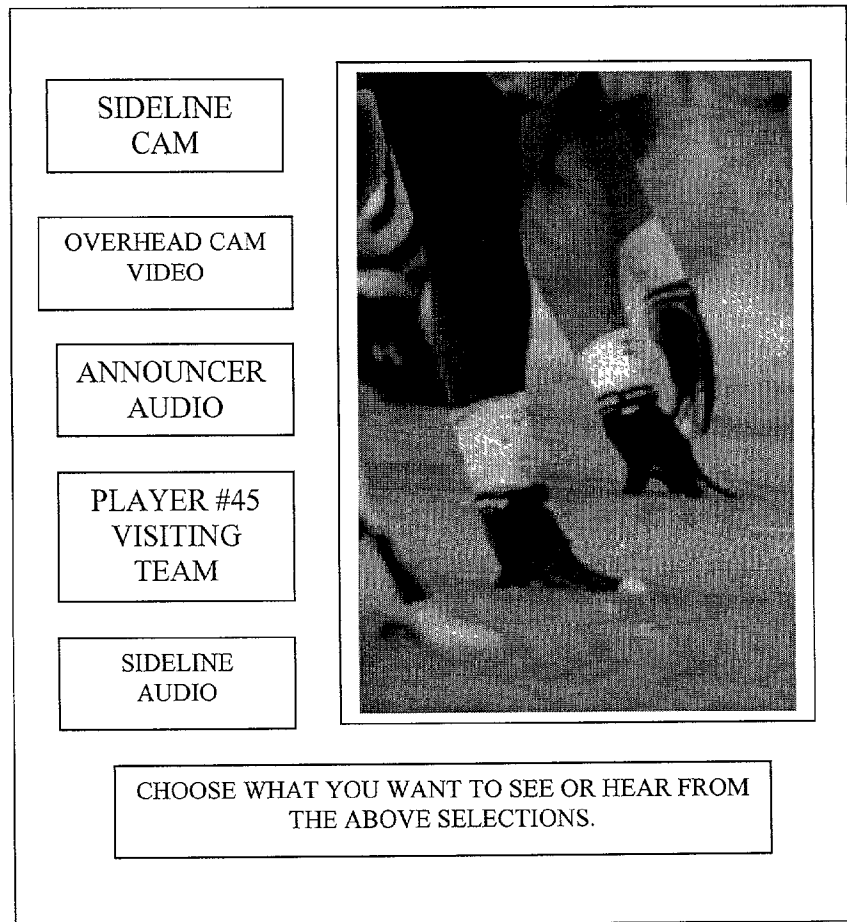 SIDELINE
CAM
OVERHEAD CAM
VIDEO
ANNOUNCER
AUDIO
PLAYER #45
VISITING
TEAM
SIDELINE
AUDIO
CHOOSE WHAT YOU WANT TO SEE OR HEAR FROM
THE ABOVE SELECTIONS.